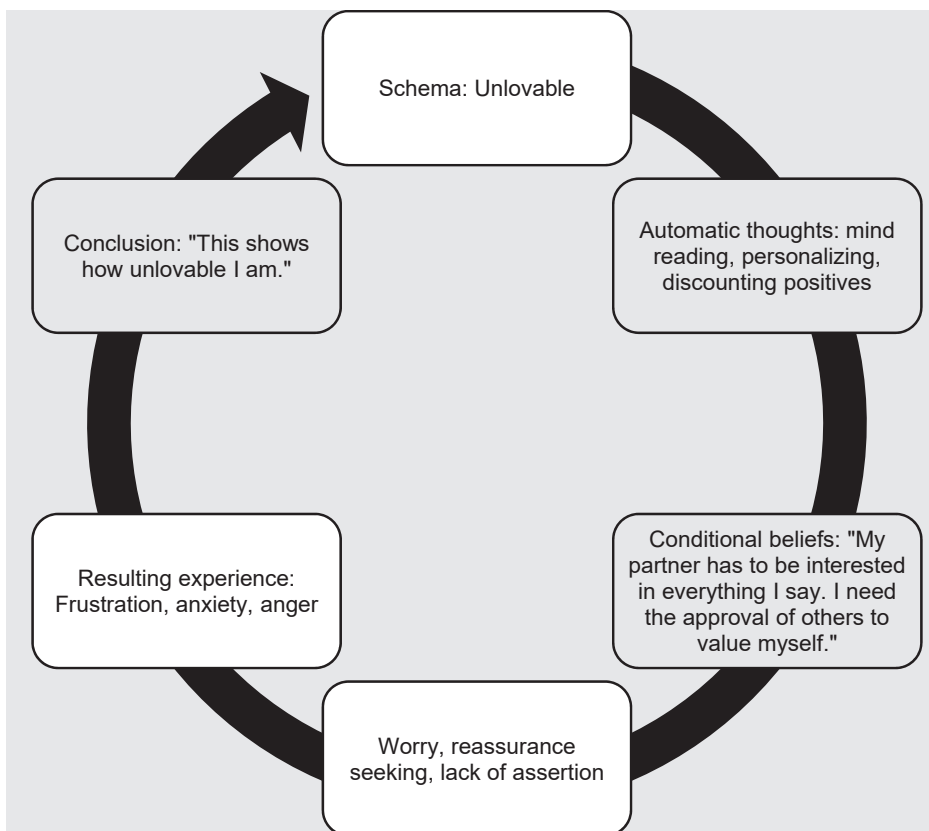 Schema: Unlovable
Automatic thoughts: mind
reading, personalizing,
discounting positives
Conditional beliefs: "My
partner has to be interested
in everything I say. I need
the approval of others to
value myself."
Worry, reassurance
seeking, lack of assertion
Resulting experience:
Frustration, anxiety, anger
Conclusion: "This shows
how unlovable I am."